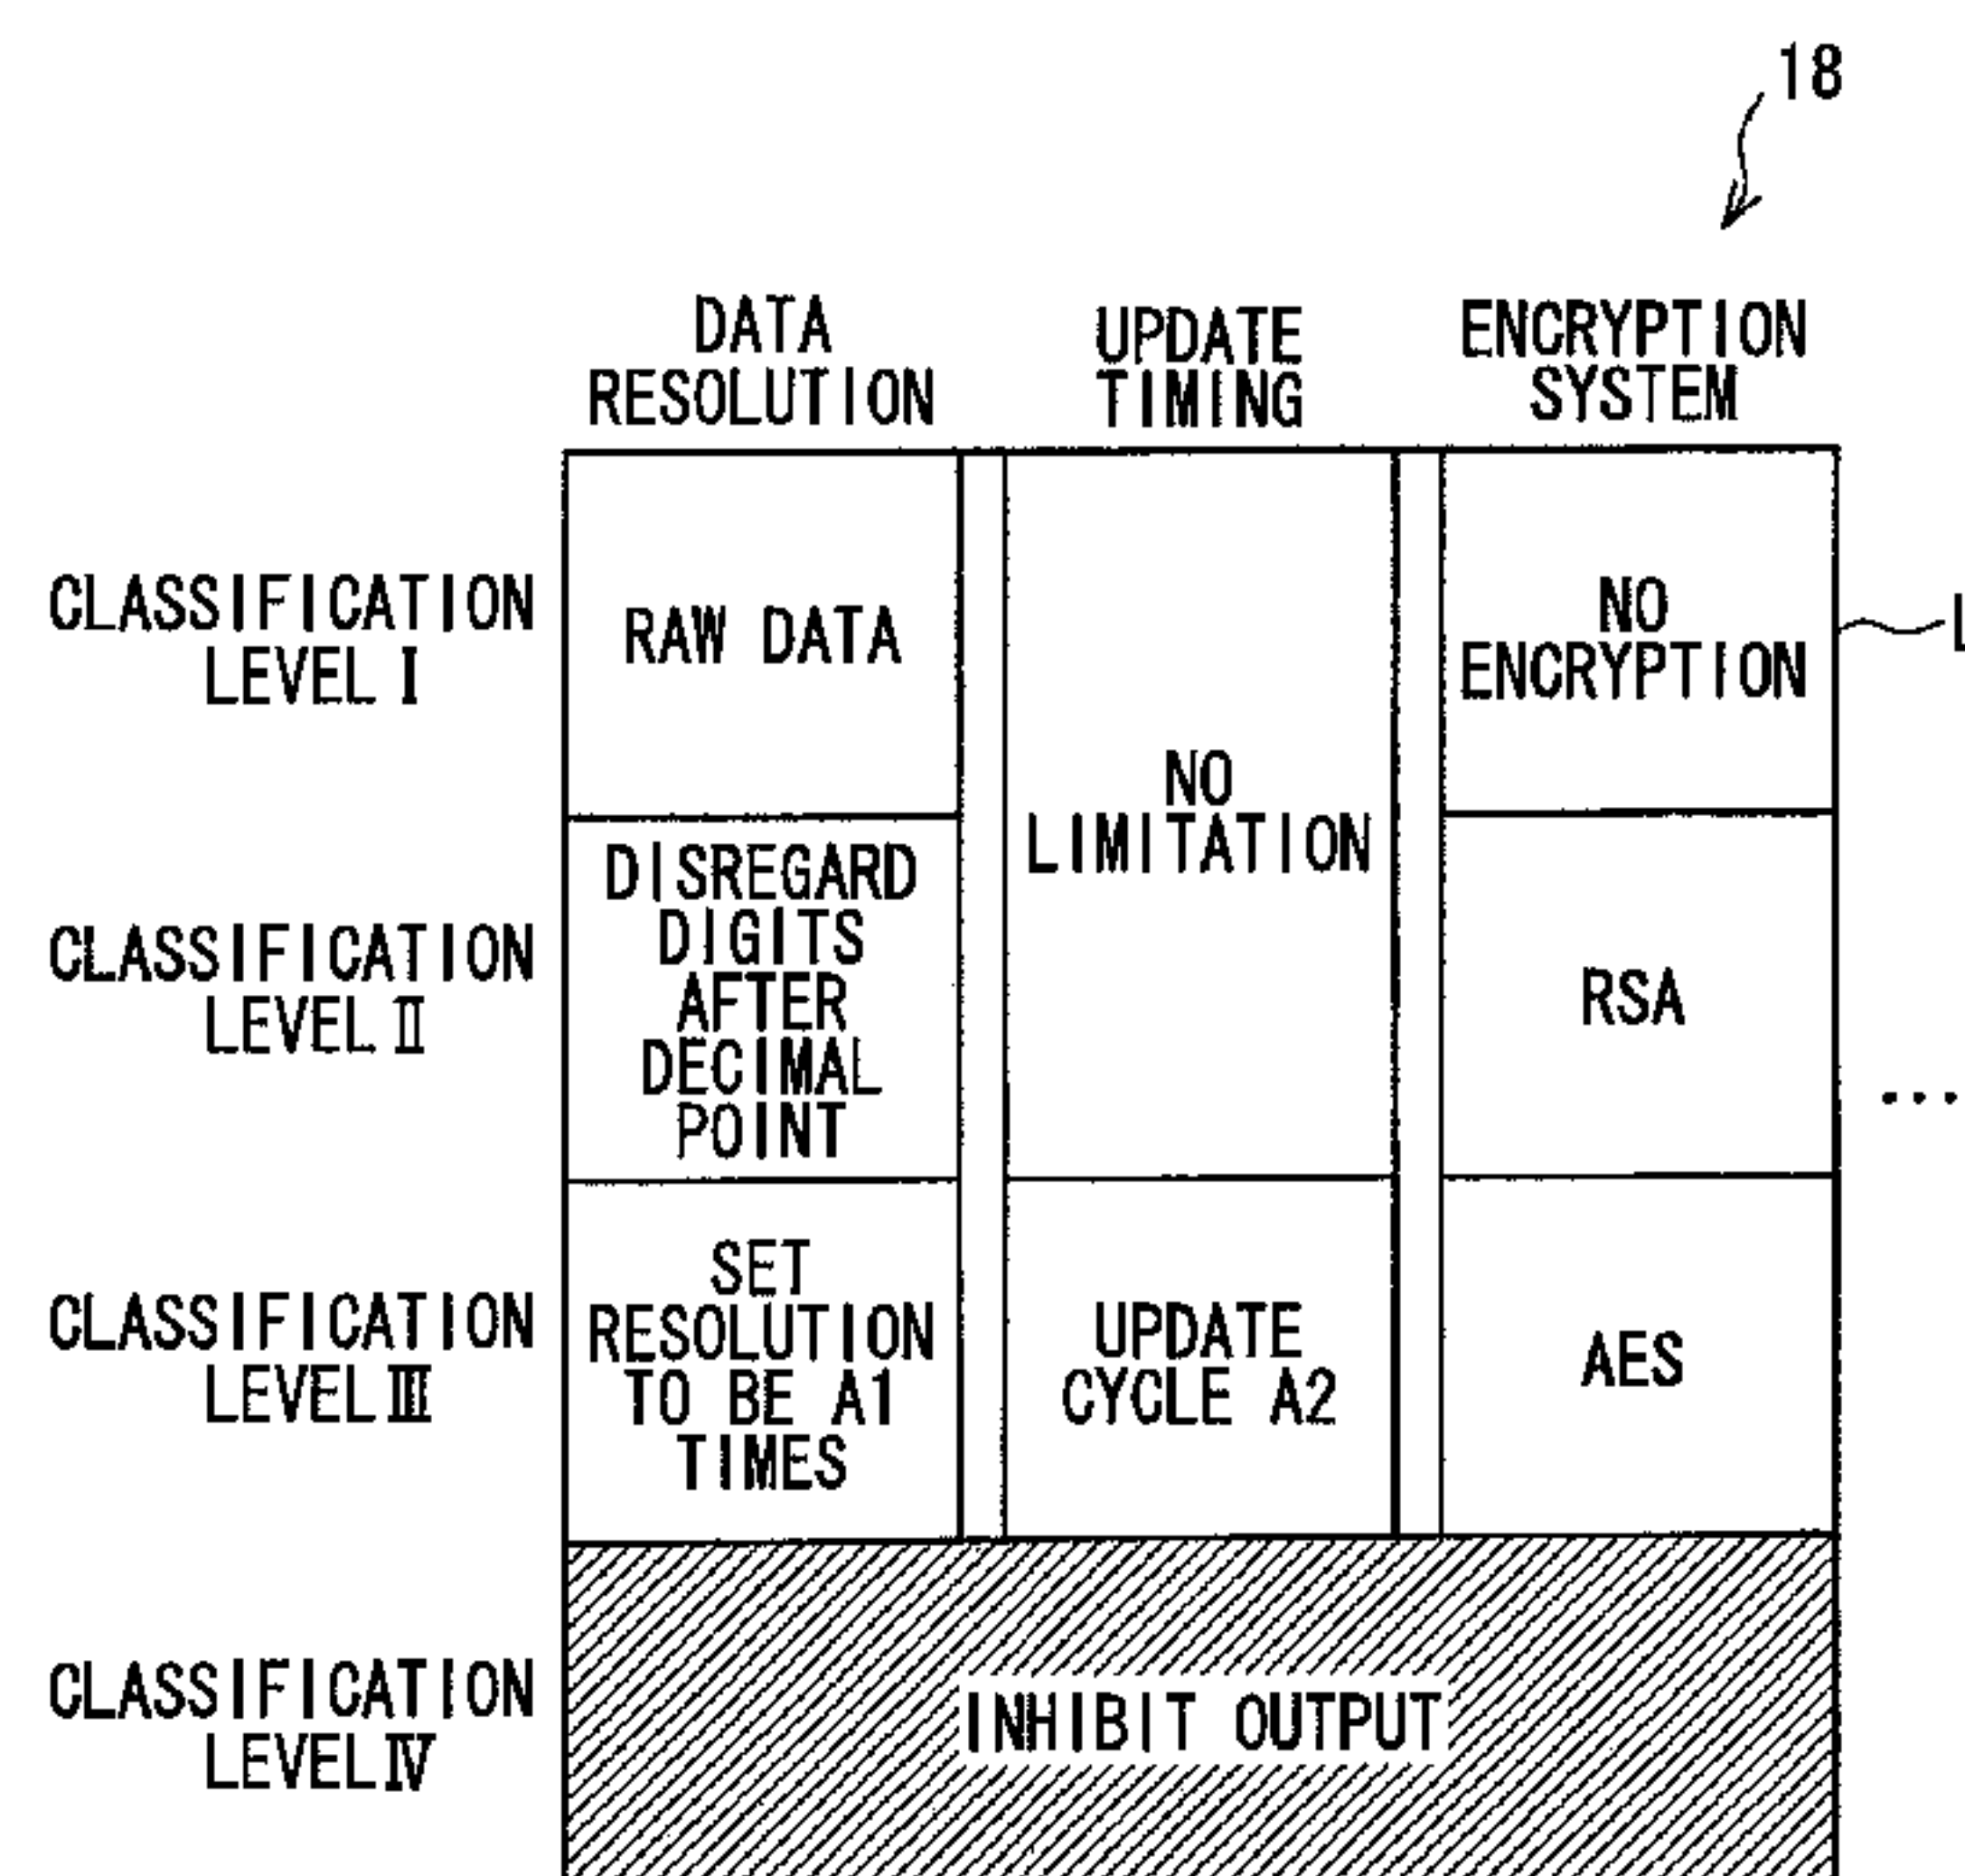 18
DATA
RESOLUTION
UPDATE
TIMING
ENCRYPTION
SYSTEM
CLASSIFICATION
LEVEL I
RAW DATA
NO
LIMITATION
NO
ENCRYPTION
L
CLASSIFICATION
LEVEL II
DISREGARD
DIGITS
AFTER
DECIMAL
POINT
RSA
...
CLASSIFICATION
LEVEL III
SET
RESOLUTION
TO BE A1
TIMES
UPDATE
CYCLE A2
AES
CLASSIFICATION
LEVEL IV
INHIBIT OUTPUT